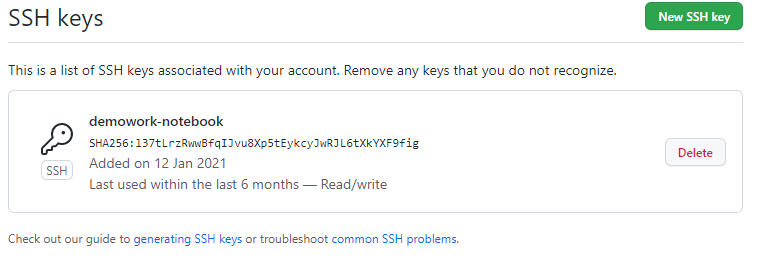 SSH keys
New SSH key
This is a list of SSH keys associated with your account. Remove any keys that you do not recognize.
demowork-notebook
SHA256:l37tLrzRwwBfqIJvu8Xp5tEykcyJwRJL6tXkYXF9fig
SSH
Added on 12 Jan 2021
Last used within the last 6 months — Read/write
Delete
Check out our guide to generating SSH keys or troubleshoot common SSH problems.